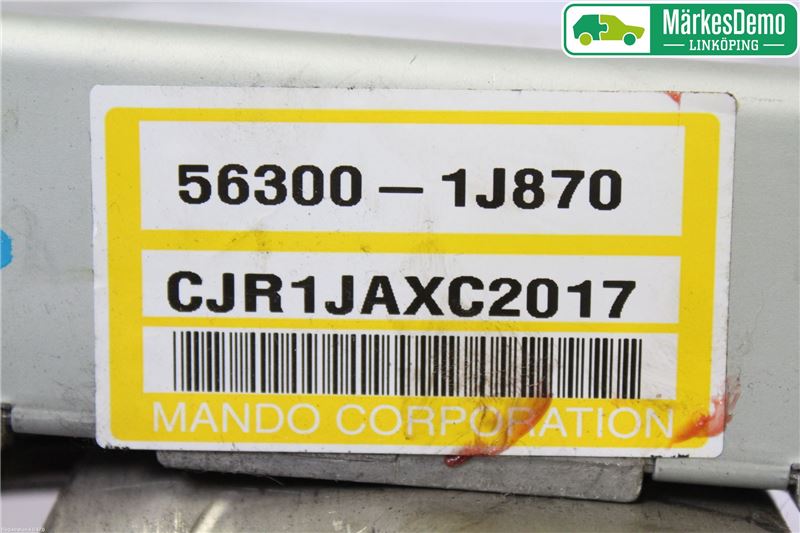 MärkesDemo
LINKÖPING
56300 – 1J870
CJR1JAXC2017
MANDO CORPORATION